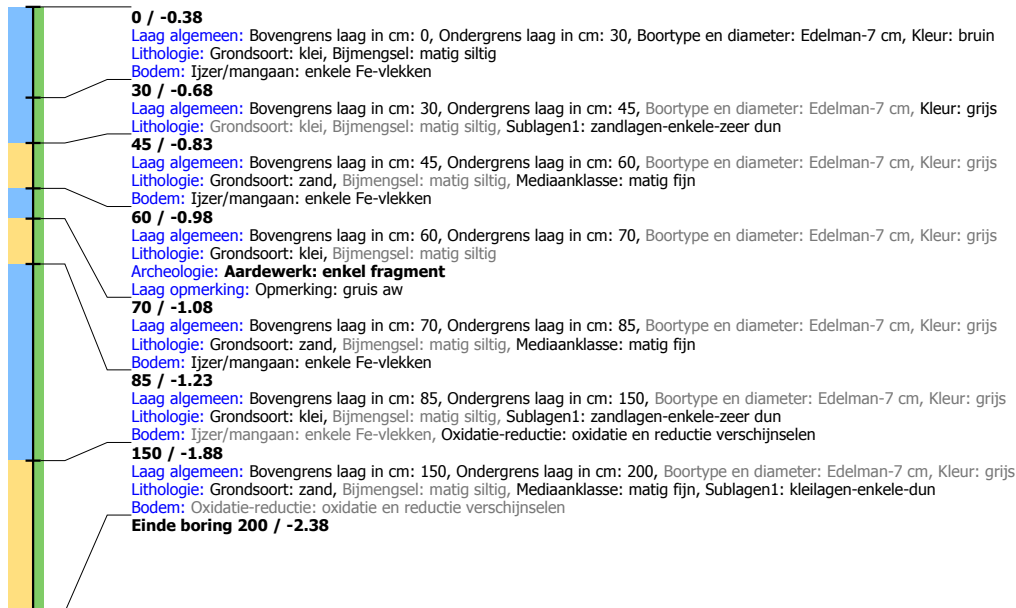 0 / -0.38
Laag algemeen: Bovengrens laag in cm: 0, Ondergrens laag in cm: 30, Boortype en diameter: Edelman-7 cm, Kleur: bruin
Lithologie: Grondsoort: klei, Bijmengsel: matig siltig
Bodem: Ijzer/mangaan: enkele Fe-vlekken
30 / -0.68
Laag algemeen: Bovengrens laag in cm: 30, Ondergrens laag in cm: 45, Boortype en diameter: Edelman-7 cm, Kleur: grijs
Lithologie: Grondsoort: klei, Bijmengsel: matig siltig, Sublagen1: zandlagen-enkele-zeer dun
45 / -0.83
Laag algemeen: Bovengrens laag in cm: 45, Ondergrens laag in cm: 60, Boortype en diameter: Edelman-7 cm, Kleur: grijs
Lithologie: Grondsoort: zand, Bijmengsel: matig siltig, Mediaanklasse: matig fijn
Bodem: Ijzer/mangaan: enkele Fe-vlekken
60 / -0.98
Laag algemeen: Bovengrens laag in cm: 60, Ondergrens laag in cm: 70, Boortype en diameter: Edelman-7 cm, Kleur: grijs
Lithologie: Grondsoort: klei, Bijmengsel: matig siltig
Archeologie: Aardewerk: enkel fragment
Laag opmerking: Opmerking: gruis aw
70 / -1.08
Laag algemeen: Bovengrens laag in cm: 70, Ondergrens laag in cm: 85, Boortype en diameter: Edelman-7 cm, Kleur: grijs
Lithologie: Grondsoort: zand, Bijmengsel: matig siltig, Mediaanklasse: matig fijn
Bodem: Ijzer/mangaan: enkele Fe-vlekken
85 / -1.23
Laag algemeen: Bovengrens laag in cm: 85, Ondergrens laag in cm: 150, Boortype en diameter: Edelman-7 cm, Kleur: grijs
Lithologie: Grondsoort: klei, Bijmengsel: matig siltig, Sublagen1: zandlagen-enkele-zeer dun
Bodem: Ijzer/mangaan: enkele Fe-vlekken, Oxidatie-reductie: oxidatie en reductie verschijnselen
150 / -1.88
Laag algemeen: Bovengrens laag in cm: 150, Ondergrens laag in cm: 200, Boortype en diameter: Edelman-7 cm, Kleur: grijs
Lithologie: Grondsoort: zand, Bijmengsel: matig siltig, Mediaanklasse: matig fijn, Sublagen1: kleilagen-enkele-dun
Bodem: Oxidatie-reductie: oxidatie en reductie verschijnselen
Einde boring 200 / -2.38